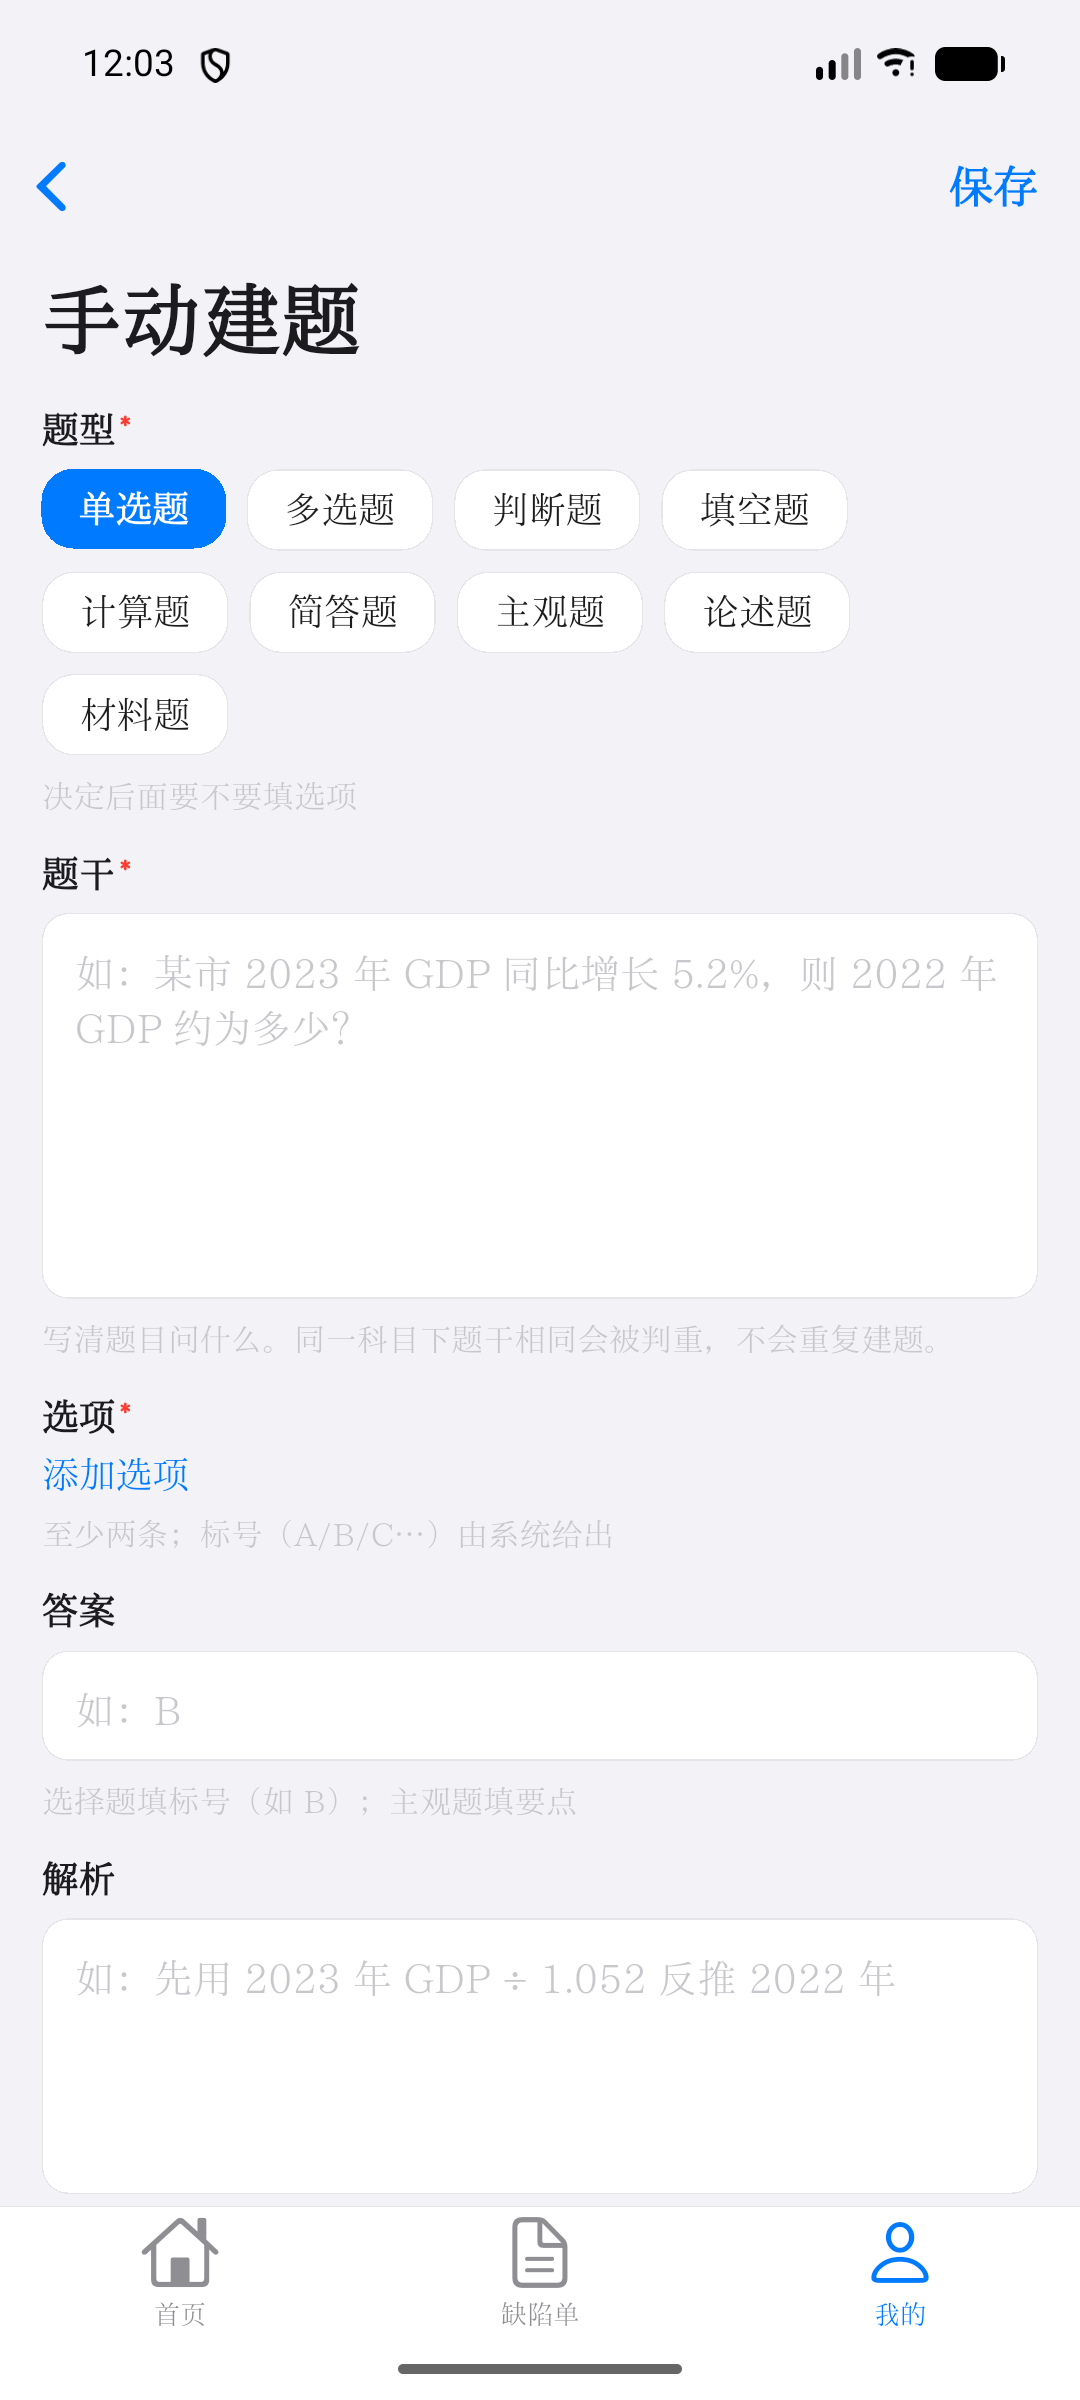 12:03
保存
手动建题
题型*
单选题 多选题 判断题 填空题
计算题 简答题 主观题 论述题
材料题
决定后面要不要填选项
题干*
如：某市 2023 年 GDP 同比增长 5.2%，则 2022 年
GDP 约为多少？
写清题目问什么。同一科目下题干相同会被判重，不会重复建题。
选项*
添加选项
至少两条；标号（A/B/C…）由系统给出
答案
如：B
选择题填标号（如 B）；主观题填要点
解析
如：先用 2023 年 GDP ÷ 1.052 反推 2022 年
首页 缺陷单 我的